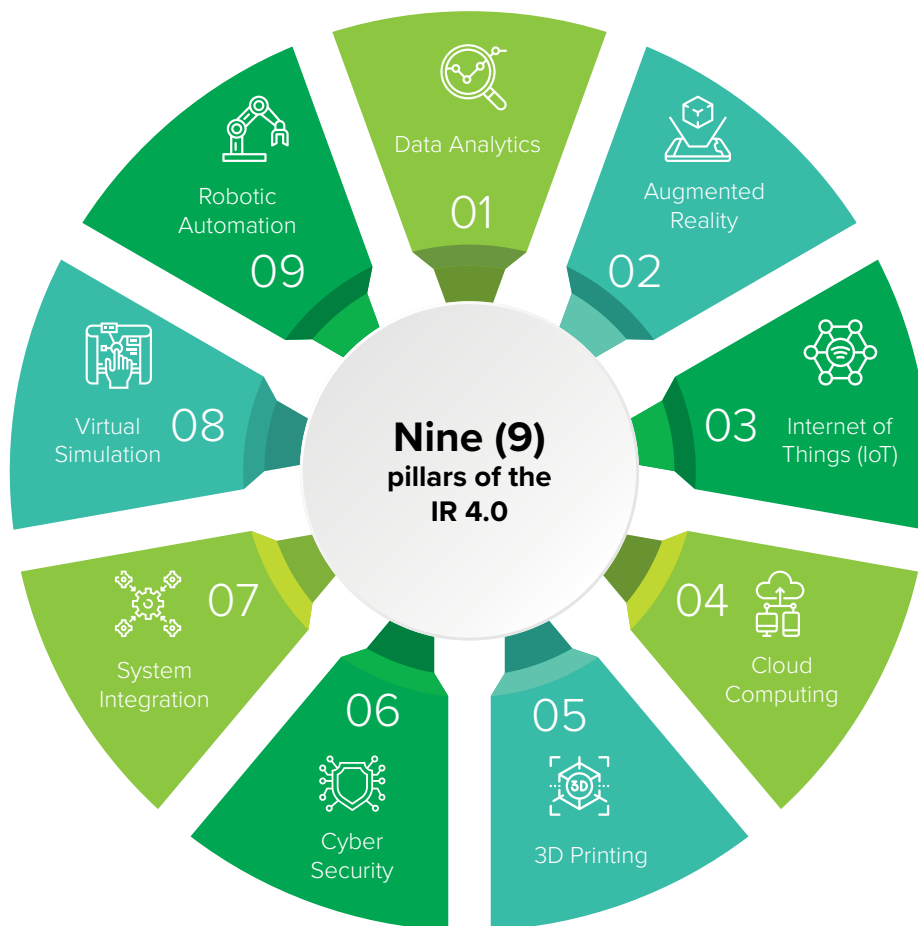 Nine (9)
pillars of the
IR 4.0
Data Analytics
01
Augmented
Reality
02
03
Internet of
Things (IoT)
04
Cloud
Computing
05
3D
3D Printing
06
Cyber
Security
07
System
Integration
Virtual
Simulation
08
Robotic
Automation
09